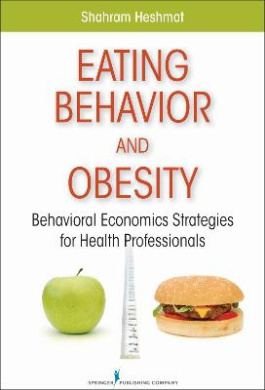 Shahram Heshmat
EATING
BEHAVIOR
AND
OBESITY
Behavioral Economics Strategies
for Health Professionals
SPRINGER PUBLISHING COMPANY